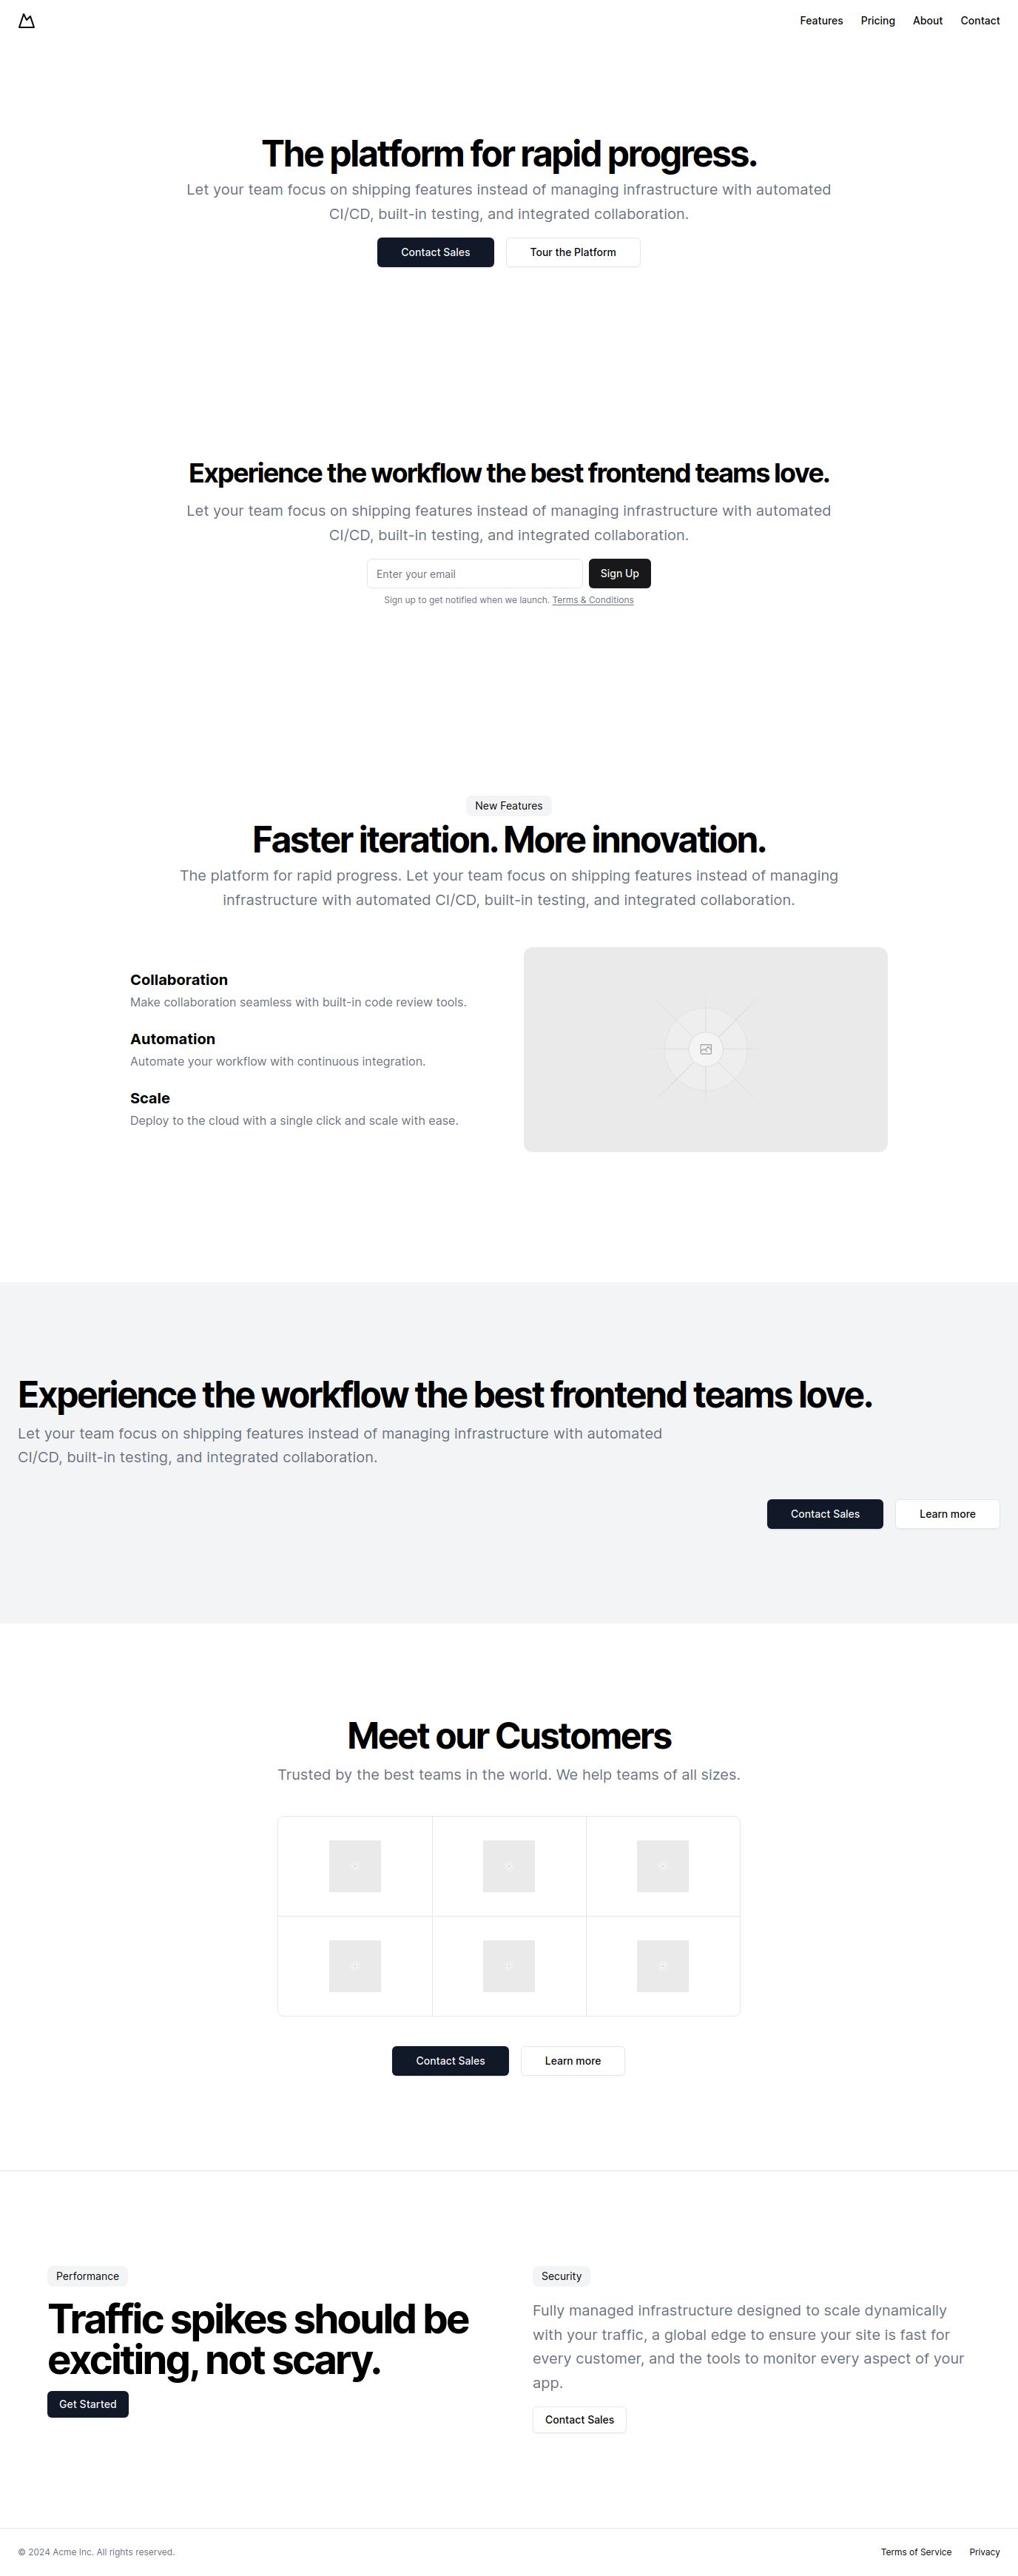 Features Pricing About Contact
The platform for rapid progress.
Let your team focus on shipping features instead of managing infrastructure with automated
CI/CD, built-in testing, and integrated collaboration.
Contact Sales Tour the Platform
Experience the workflow the best frontend teams love.
Let your team focus on shipping features instead of managing infrastructure with automated
CI/CD, built-in testing, and integrated collaboration.
Enter your email Sign Up
Sign up to get notified when we launch. Terms & Conditions
New Features
Faster iteration. More innovation.
The platform for rapid progress. Let your team focus on shipping features instead of managing
infrastructure with automated CI/CD, built-in testing, and integrated collaboration.
Collaboration
Make collaboration seamless with built-in code review tools.
Automation
Automate your workflow with continuous integration.
Scale
Deploy to the cloud with a single click and scale with ease.
Experience the workflow the best frontend teams love.
Let your team focus on shipping features instead of managing infrastructure with automated
CI/CD, built-in testing, and integrated collaboration.
Contact Sales Learn more
Meet our Customers
Trusted by the best teams in the world. We help teams of all sizes.
Contact Sales Learn more
Performance
Traffic spikes should be
exciting, not scary.
Get Started
Security
Fully managed infrastructure designed to scale dynamically
with your traffic, a global edge to ensure your site is fast for
every customer, and the tools to monitor every aspect of your
app.
Contact Sales
© 2024 Acme Inc. All rights reserved.
Terms of Service Privacy